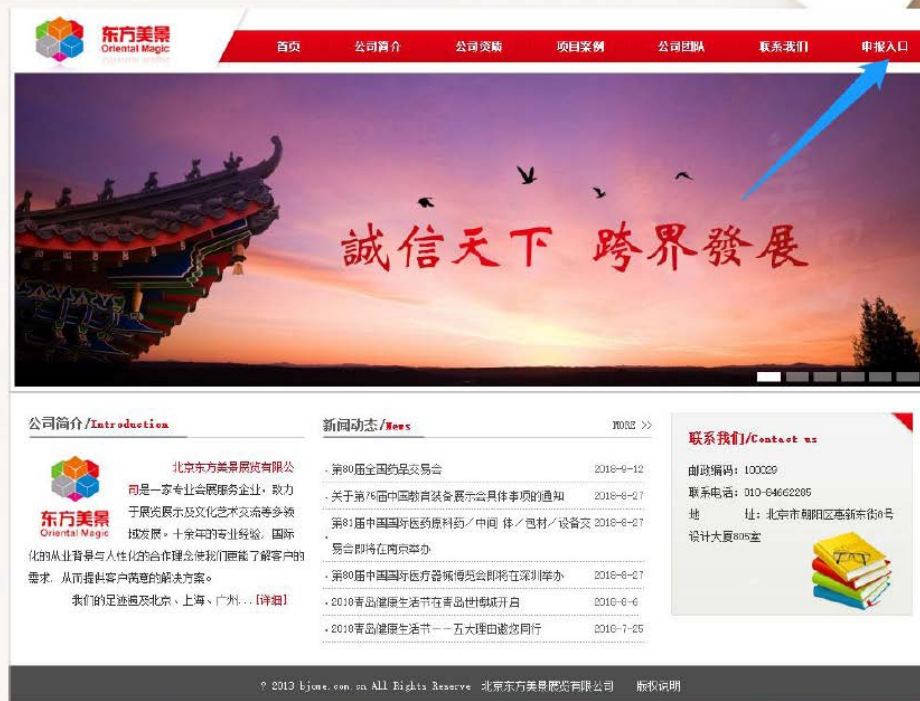 东方美景
Oriental Magic
首页 公司简介 公司资质 项目案例 公司团队 联系我们 申报入口
誠信天下 跨界發展
公司简介/Introduction
北京东方美景展览有限公
司是一家专业会展服务企业，致力
于展览展示及文化艺术交流等多领
域发展。十余年的专业经验，国际
化的从业背景与人性化的合作理念使我们更能了解客户的
需求，从而提供客户满意的解决方案。
我们的足迹遍及北京、上海、广州...[详细]
东方美景
Oriental Magic
新闻动态/News MORE >>
·第80届全国药品交易会 2018-9-12
·关于第76届中国教育装备展示会具体事项的通知 2018-8-27
·第81届中国国际医药原料药／中间 体／包材／设备交 2018-8-27
易会即将在南京举办
·第80届中国国际医疗器械博览会即将在深圳举办 2018-8-27
·2018青岛健康生活节在青岛世博城开启 2018-8-6
·2018青岛健康生活节－－五大理由邀您同行 2018-7-25
联系我们/Contact us
邮政编码：100029
联系电话：010-84662285
地 址：北京市朝阳区惠新东街8号
设计大厦805室
? 2013 bjome.com.cn All Rights Reserve 北京东方美景展览有限公司 版权说明